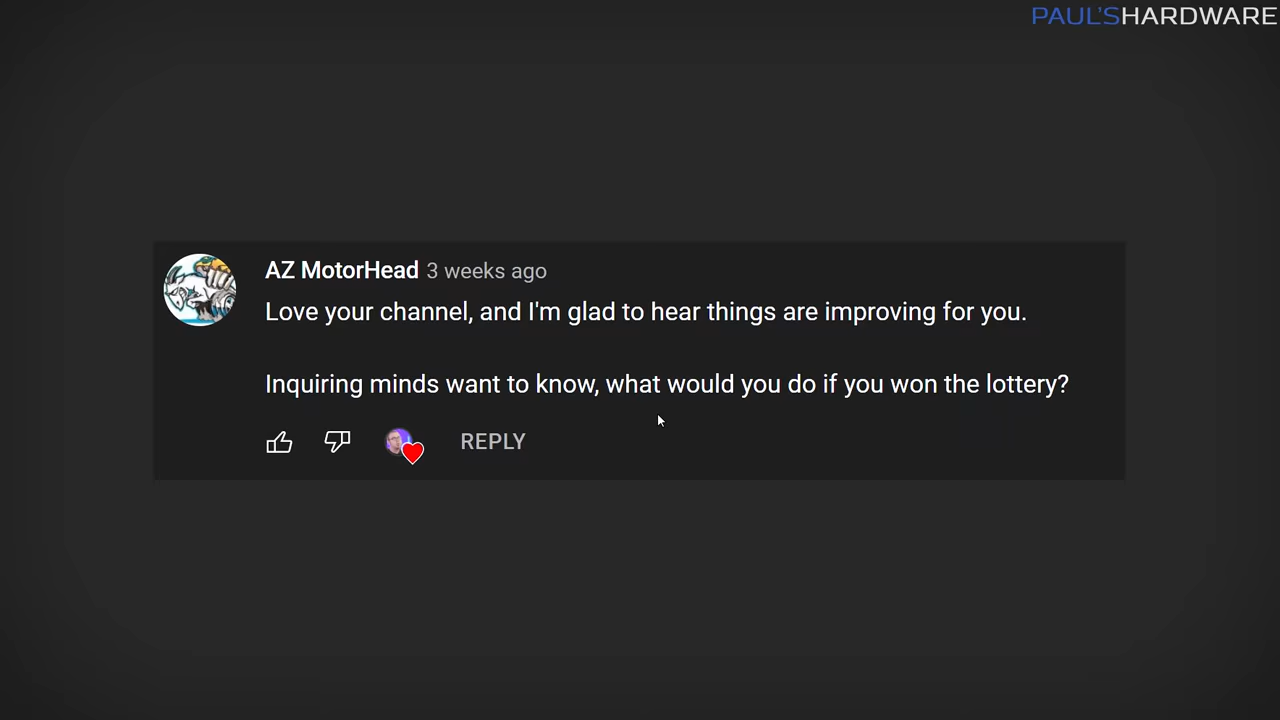 PAUL'SHARDWARE
AZ MotorHead 3 weeks ago
Love your channel, and I'm glad to hear things are improving for you.
Inquiring minds want to know, what would you do if you won the lottery?
REPLY